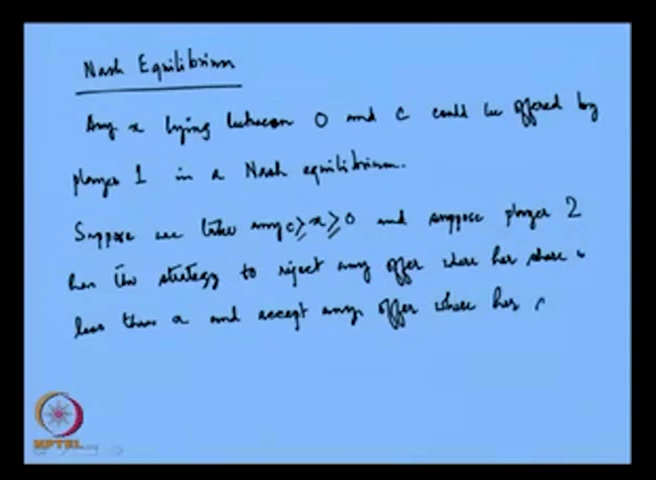 Nash Equilibrium
Any x lying between 0 and c could be offered by
player 1 in a Nash equilibrium.
Suppose we take any c ≥ x ≥ 0 and suppose player 2
has the strategy to reject any offer where her share is
less than x and accept any offer where her
NPTEL